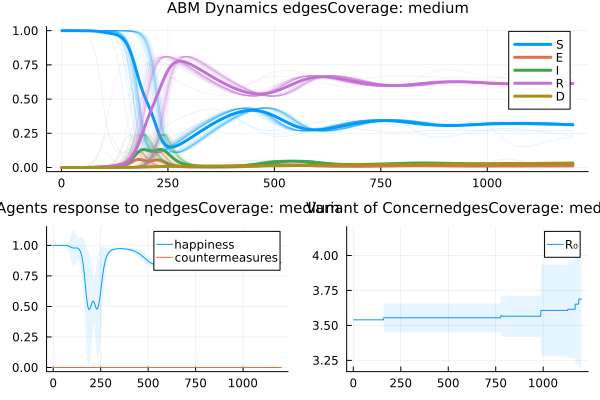 ABM Dynamics edgesCoverage: medium
1.00
0.75
0.50
0.25
0.00
S
E
I
R
D
0 250 500 750 1000
Agents response to ηedgesCoverage: medium
1.00
0.75
0.50
0.25
0.00
happiness
countermeasures
0 250 500 750 1000
Variant of ConcernedgesCoverage: med
4.00
3.75
3.50
3.25
R₀
0 250 500 750 1000